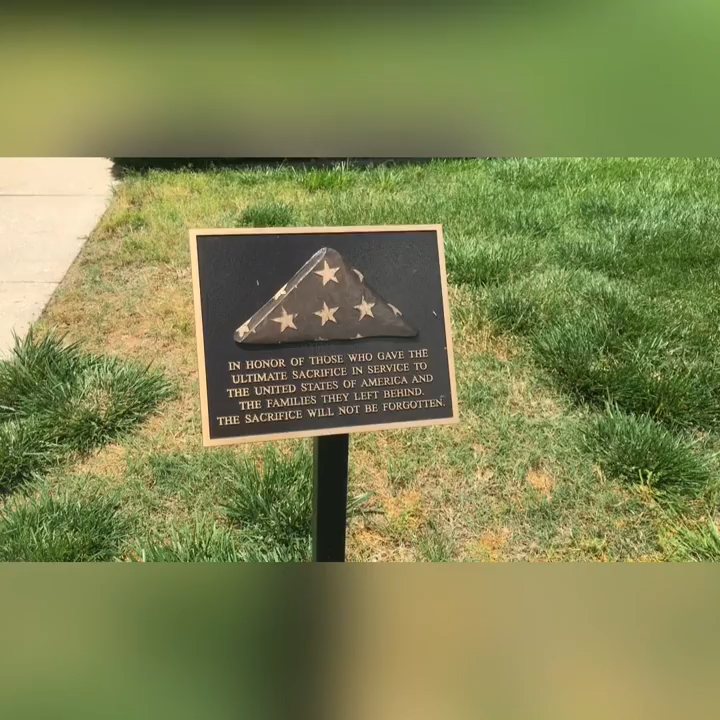 IN HONOR OF THOSE WHO GAVE THE
ULTIMATE SACRIFICE IN SERVICE TO
THE UNITED STATES OF AMERICA AND
THE FAMILIES THEY LEFT BEHIND.
THE SACRIFICE WILL NOT BE FORGOTTEN.